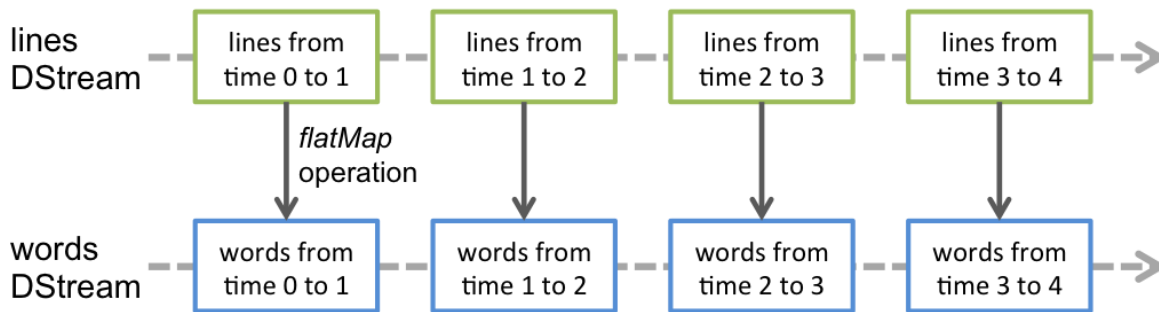 lines
DStream
lines from
time 0 to 1
lines from
time 1 to 2
lines from
time 2 to 3
lines from
time 3 to 4
flatMap
operation
words
DStream
words from
time 0 to 1
words from
time 1 to 2
words from
time 2 to 3
words from
time 3 to 4